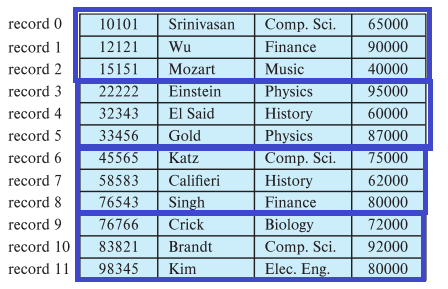 record 0 10101 Srinivasan Comp. Sci. 65000
record 1 12121 Wu Finance 90000
record 2 15151 Mozart Music 40000
record 3 22222 Einstein Physics 95000
record 4 32343 El Said History 60000
record 5 33456 Gold Physics 87000
record 6 45565 Katz Comp. Sci. 75000
record 7 58583 Califieri History 62000
record 8 76543 Singh Finance 80000
record 9 76766 Crick Biology 72000
record 10 83821 Brandt Comp. Sci. 92000
record 11 98345 Kim Elec. Eng. 80000